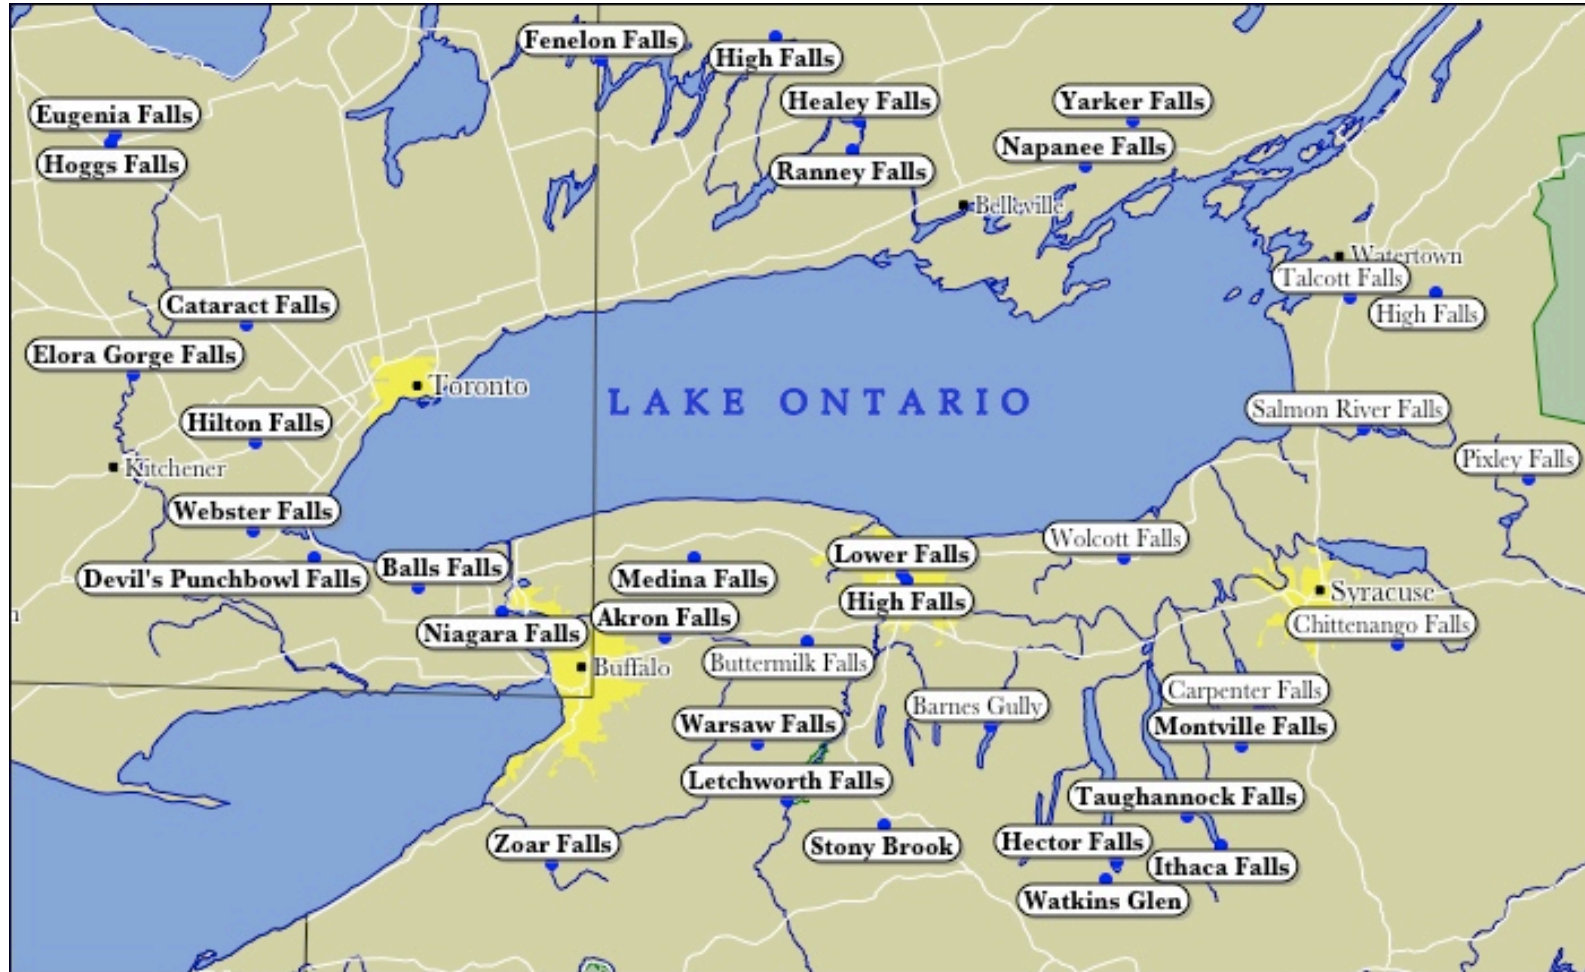 Fenelon Falls
High Falls
Eugenia Falls
Healey Falls
Yarker Falls
Hoggs Falls
Ranney Falls
Napanee Falls
Belleville
Watertown
Talcott Falls
High Falls
Cataract Falls
Elora Gorge Falls
Toronto
LAKE ONTARIO
Salmon River Falls
Hilton Falls
Kitchener
Pixley Falls
Webster Falls
Wolcott Falls
Devil's Punchbowl Falls
Balls Falls
Medina Falls
Lower Falls
High Falls
Syracuse
Niagara Falls
Akron Falls
Chittenango Falls
Buffalo
Buttermilk Falls
Barnes Gully
Carpenter Falls
Warsaw Falls
Montville Falls
Letchworth Falls
Taughannock Falls
Zoar Falls
Stony Brook
Hector Falls
Ithaca Falls
Watkins Glen